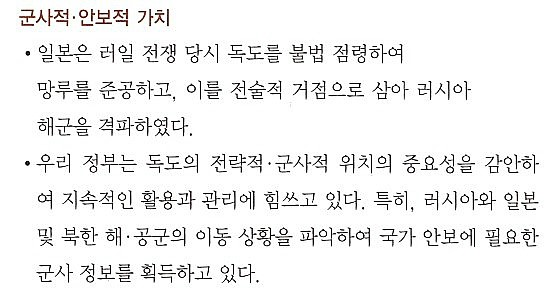 군사적·안보적 가치
• 일본은 러일 전쟁 당시 독도를 불법 점령하여
망루를 준공하고, 이를 전술적 거점으로 삼아 러시아
해군을 격파하였다.
• 우리 정부는 독도의 전략적·군사적 위치의 중요성을 감안하
여 지속적인 활용과 관리에 힘쓰고 있다. 특히, 러시아와 일본
및 북한 해·공군의 이동 상황을 파악하여 국가 안보에 필요한
군사 정보를 획득하고 있다.